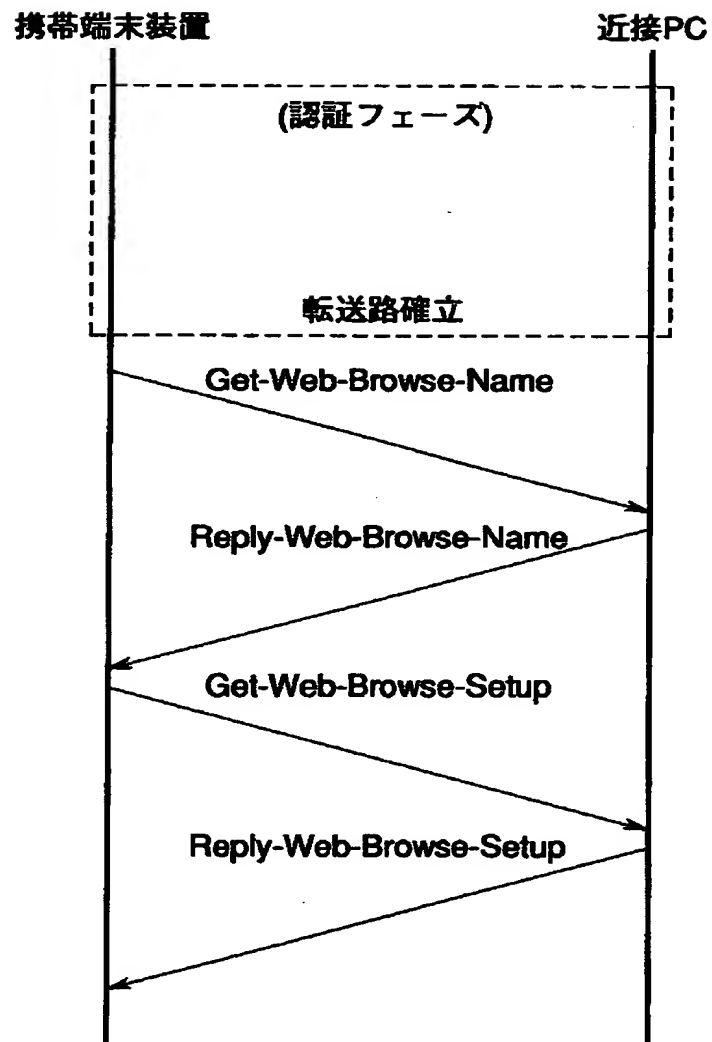 携帯端末装置
近接PC
(認証フェーズ)
転送路確立
Get-Web-Browse-Name
Reply-Web-Browse-Name
Get-Web-Browse-Setup
Reply-Web-Browse-Setup